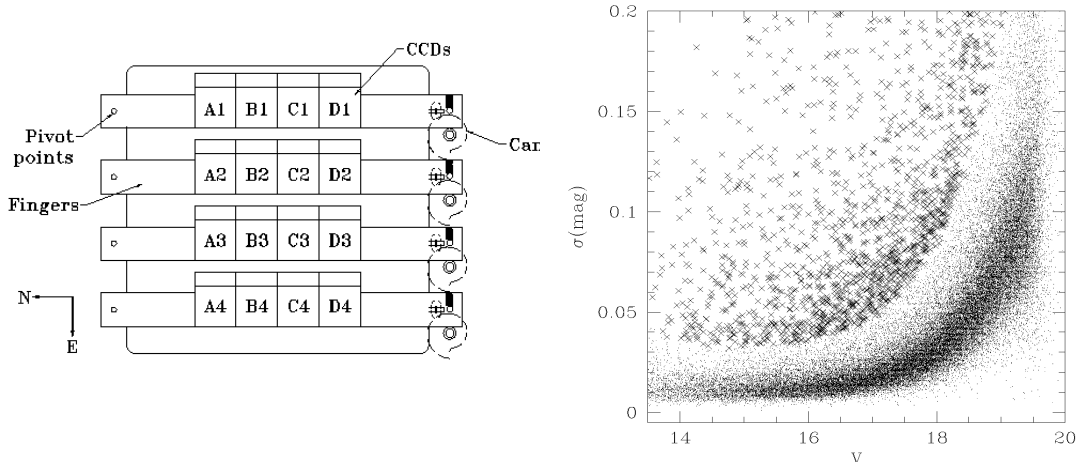 CCDs
A1 B1 C1 D1
Pivot
points
Cam
A2 B2 C2 D2
Fingers
A3 B3 C3 D3
N
A4 B4 C4 D4
E
0.2
0.15
0.1
0.05
0
σ(mag)
14 16 18 20
V